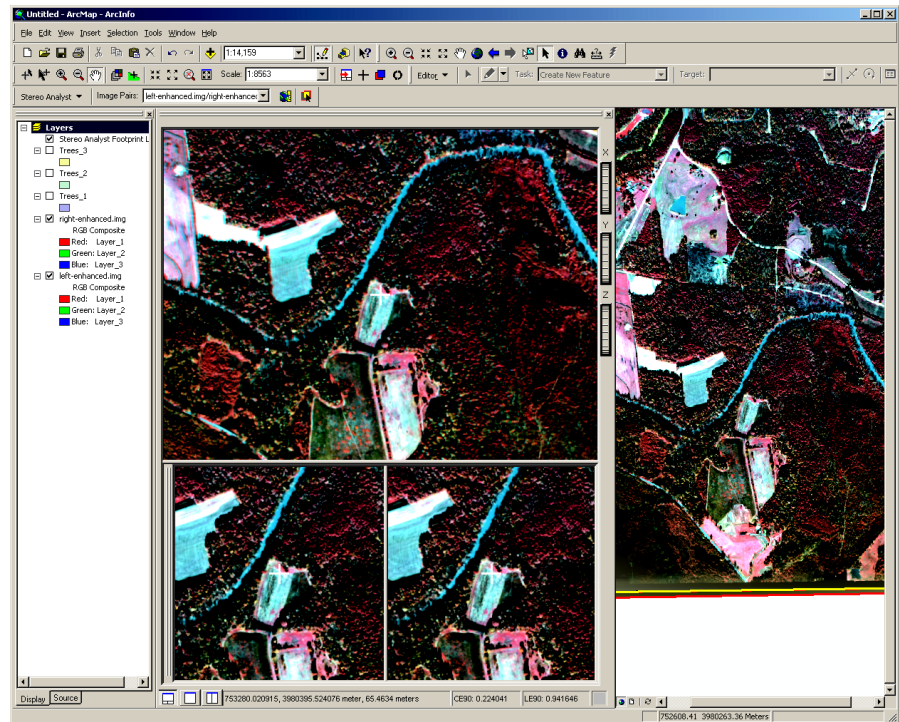 Untitled - ArcMap - ArcInfo
File Edit View Insert Selection Tools Window Help
1:14,159
Scale: 1:8563 Editor Task: Create New Feature Target:
Stereo Analyst Image Pairs: left-enhanced.img/right-enhanced
Layers
Stereo Analyst Footprint L
Trees_3
Trees_2
Trees_1
right-enhanced.img
RGB Composite
Red: Layer_1
Green: Layer_2
Blue: Layer_3
left-enhanced.img
RGB Composite
Red: Layer_1
Green: Layer_2
Blue: Layer_3
X
Y
Z
Display Source
753280.020915, 3980395.524076 meter, 65.4634 meters CE90: 0.224041 LE90: 0.941646
752608.41 3980263.36 Meters